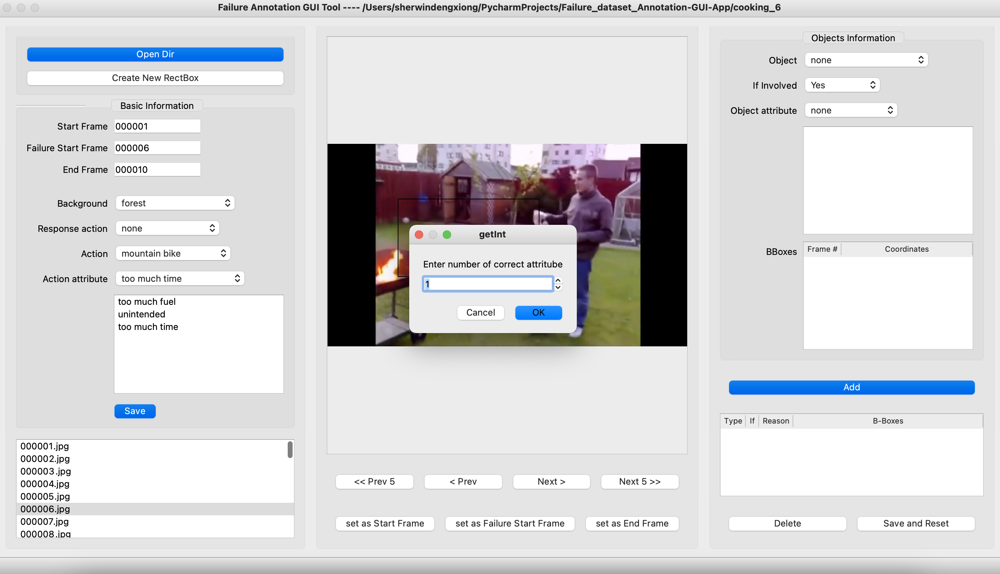 Failure Annotation GUI Tool ---- /Users/sherwindengxiong/PycharmProjects/Failure_dataset_Annotation-GUI-App/cooking_6
Open Dir
Create New RectBox
Basic Information
Start Frame 000001
Failure Start Frame 000006
End Frame 000010
Background forest
Response action none
Action mountain bike
Action attribute too much time
too much fuel
unintended
too much time
Save
000001.jpg
000002.jpg
000003.jpg
000004.jpg
000005.jpg
000006.jpg
000007.jpg
000008.jpg
getInt
Enter number of correct attritube
1
Cancel OK
<< Prev 5 < Prev Next > Next 5 >>
set as Start Frame set as Failure Start Frame set as End Frame
Objects Information
Object none
If Involved Yes
Object attribute none
BBoxes Frame # Coordinates
Add
Type If Reason B-Boxes
Delete Save and Reset